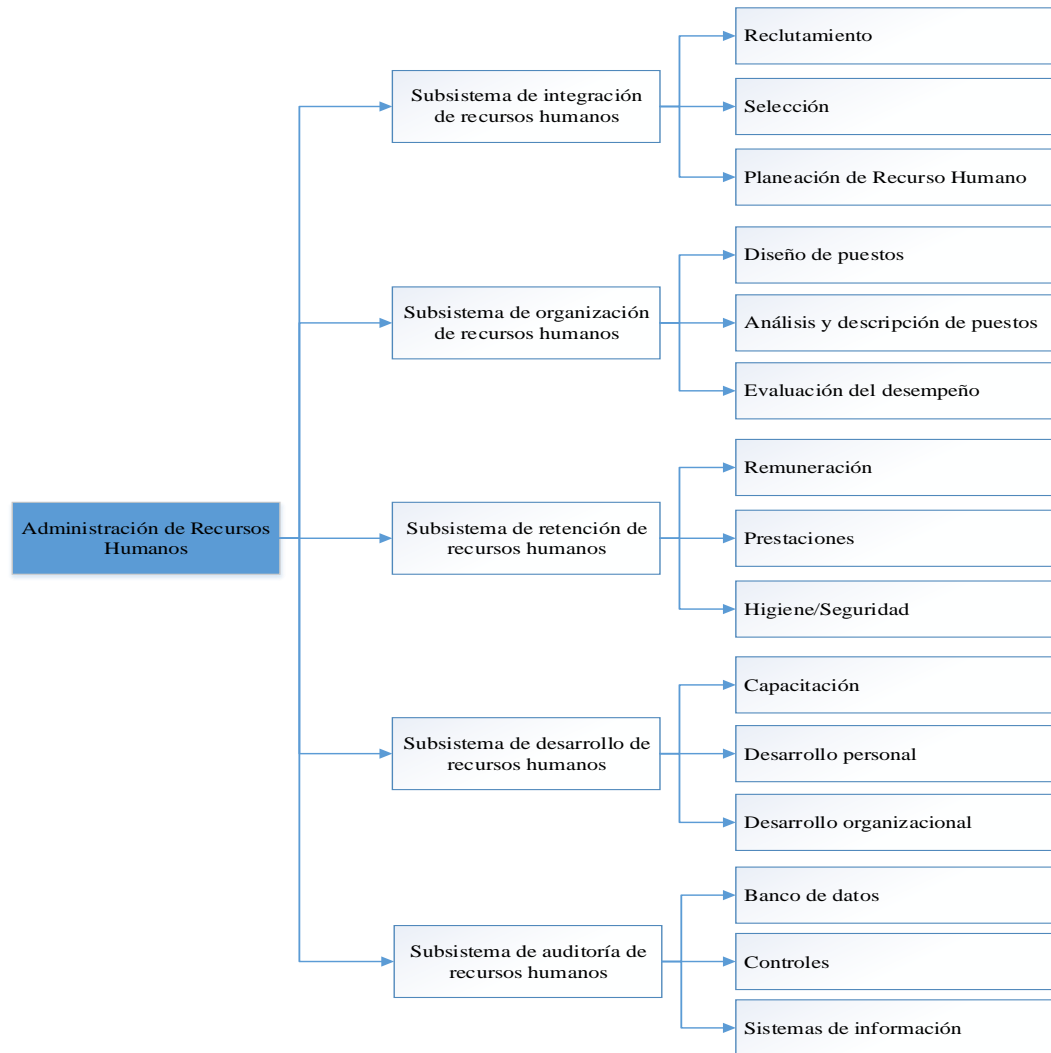 Administración de Recursos
Humanos
Subsistema de integración
de recursos humanos
Reclutamiento
Selección
Planeación de Recurso Humano
Subsistema de organización
de recursos humanos
Diseño de puestos
Análisis y descripción de puestos
Evaluación del desempeño
Subsistema de retención de
recursos humanos
Remuneración
Prestaciones
Higiene/Seguridad
Subsistema de desarrollo de
recursos humanos
Capacitación
Desarrollo personal
Desarrollo organizacional
Subsistema de auditoría de
recursos humanos
Banco de datos
Controles
Sistemas de información